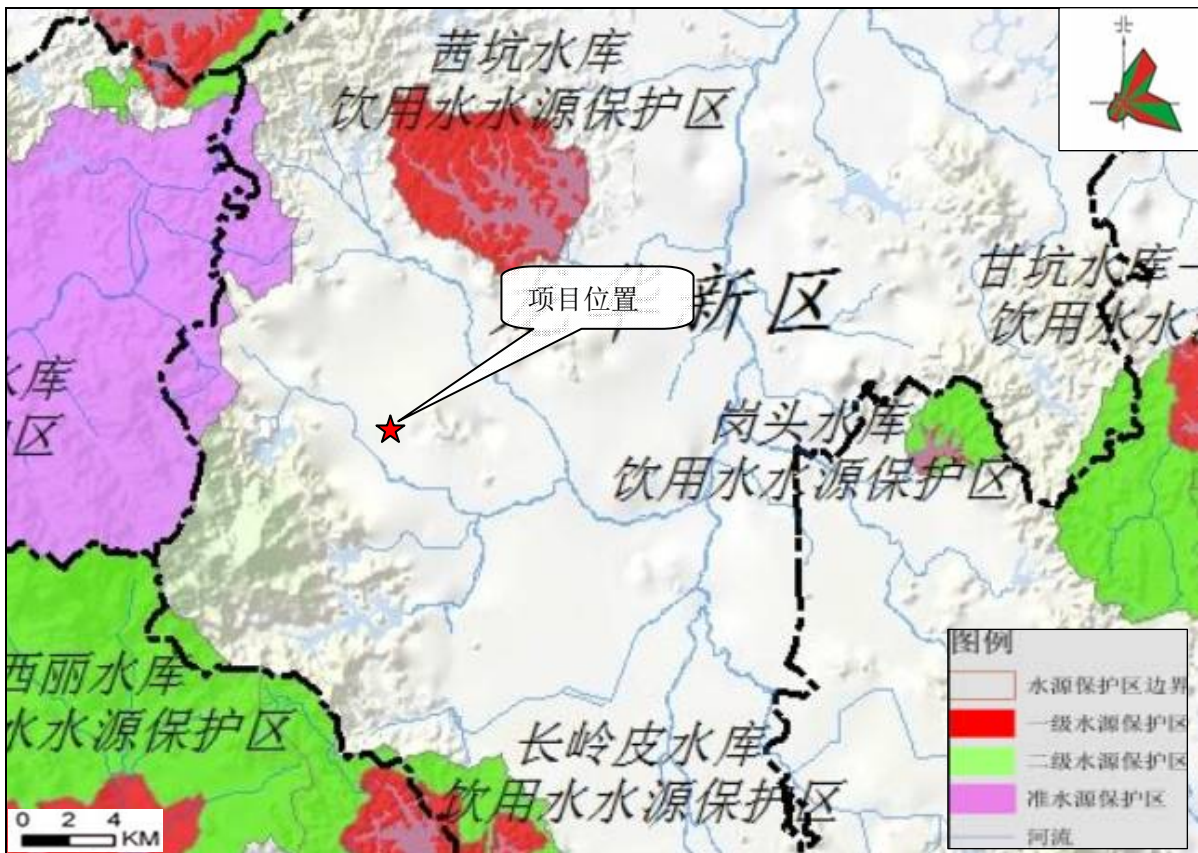 北
茜坑水库
饮用水水源保护区
项目位置
新区
甘坑水库一
饮用水水
水库
区
岗头水库
饮用水水源保护区
西丽水库
水水源保护区
长岭皮水库
饮用水水源保护区
图例
水源保护区边界
一级水源保护区
二级水源保护区
准水源保护区
河流
0 2 4
KM